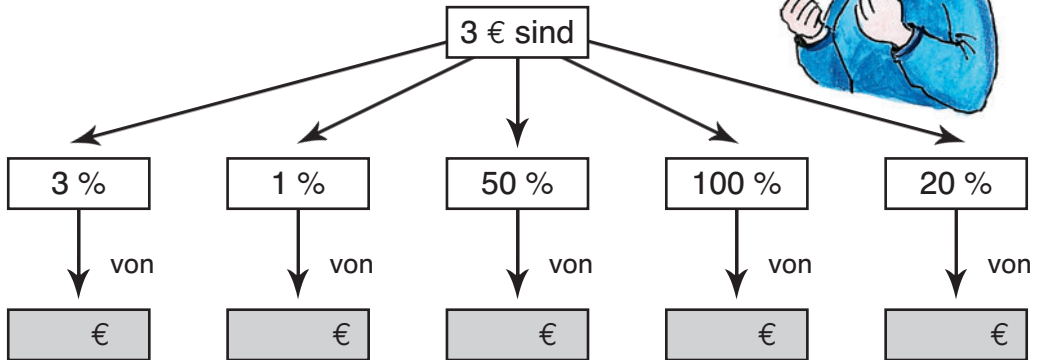 3 € sind
3 % 1 % 50 % 100 % 20 %
von von von von von
€ € € € €